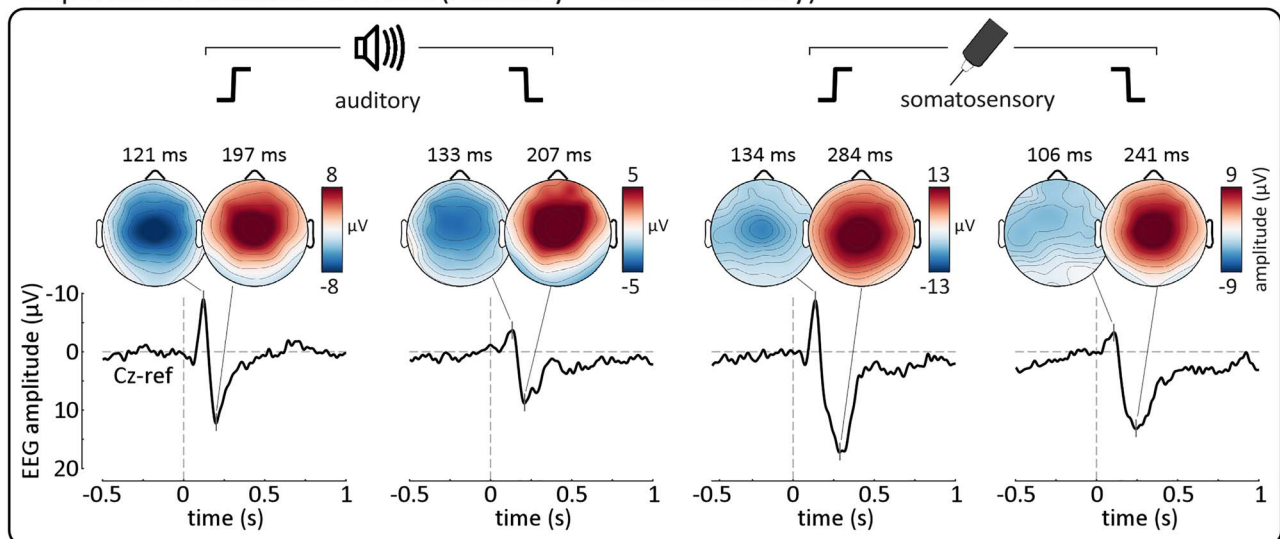 auditory
somatosensory
121 ms 197 ms 133 ms 207 ms 134 ms 284 ms 106 ms 241 ms
8 5 13 9
μV μV μV amplitude (μV)
-8 -5 -13 -9
EEG amplitude (μV)
-10
0
Cz-ref
10
20
-0.5 0 0.5 1 -0.5 0 0.5 1 -0.5 0 0.5 1 -0.5 0 0.5 1
time (s) time (s) time (s) time (s)